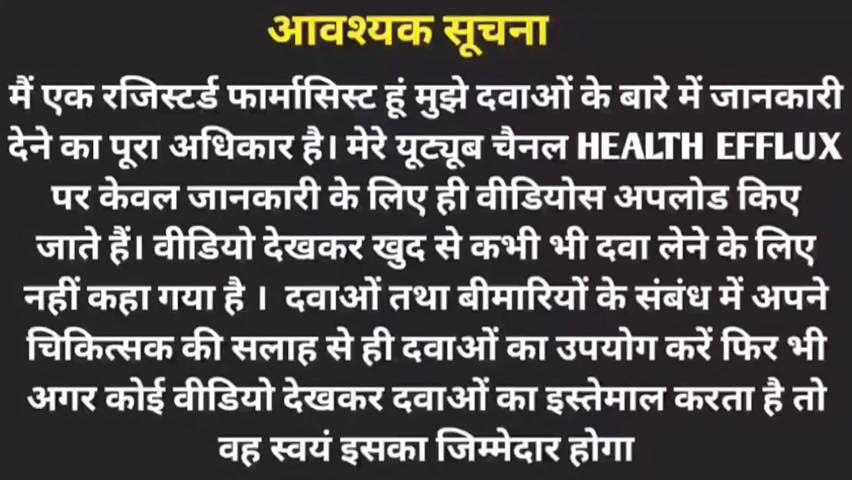 आवश्यक सूचना
मैं एक रजिस्टर्ड फार्मासिस्ट हूं मुझे दवाओं के बारे में जानकारी
देने का पूरा अधिकार है। मेरे यूट्यूब चैनल HEALTH EFFLUX
पर केवल जानकारी के लिए ही वीडियोस अपलोड किए
जाते हैं। वीडियो देखकर खुद से कभी भी दवा लेने के लिए
नहीं कहा गया है । दवाओं तथा बीमारियों के संबंध में अपने
चिकित्सक की सलाह से ही दवाओं का उपयोग करें फिर भी
अगर कोई वीडियो देखकर दवाओं का इस्तेमाल करता है तो
वह स्वयं इसका जिम्मेदार होगा